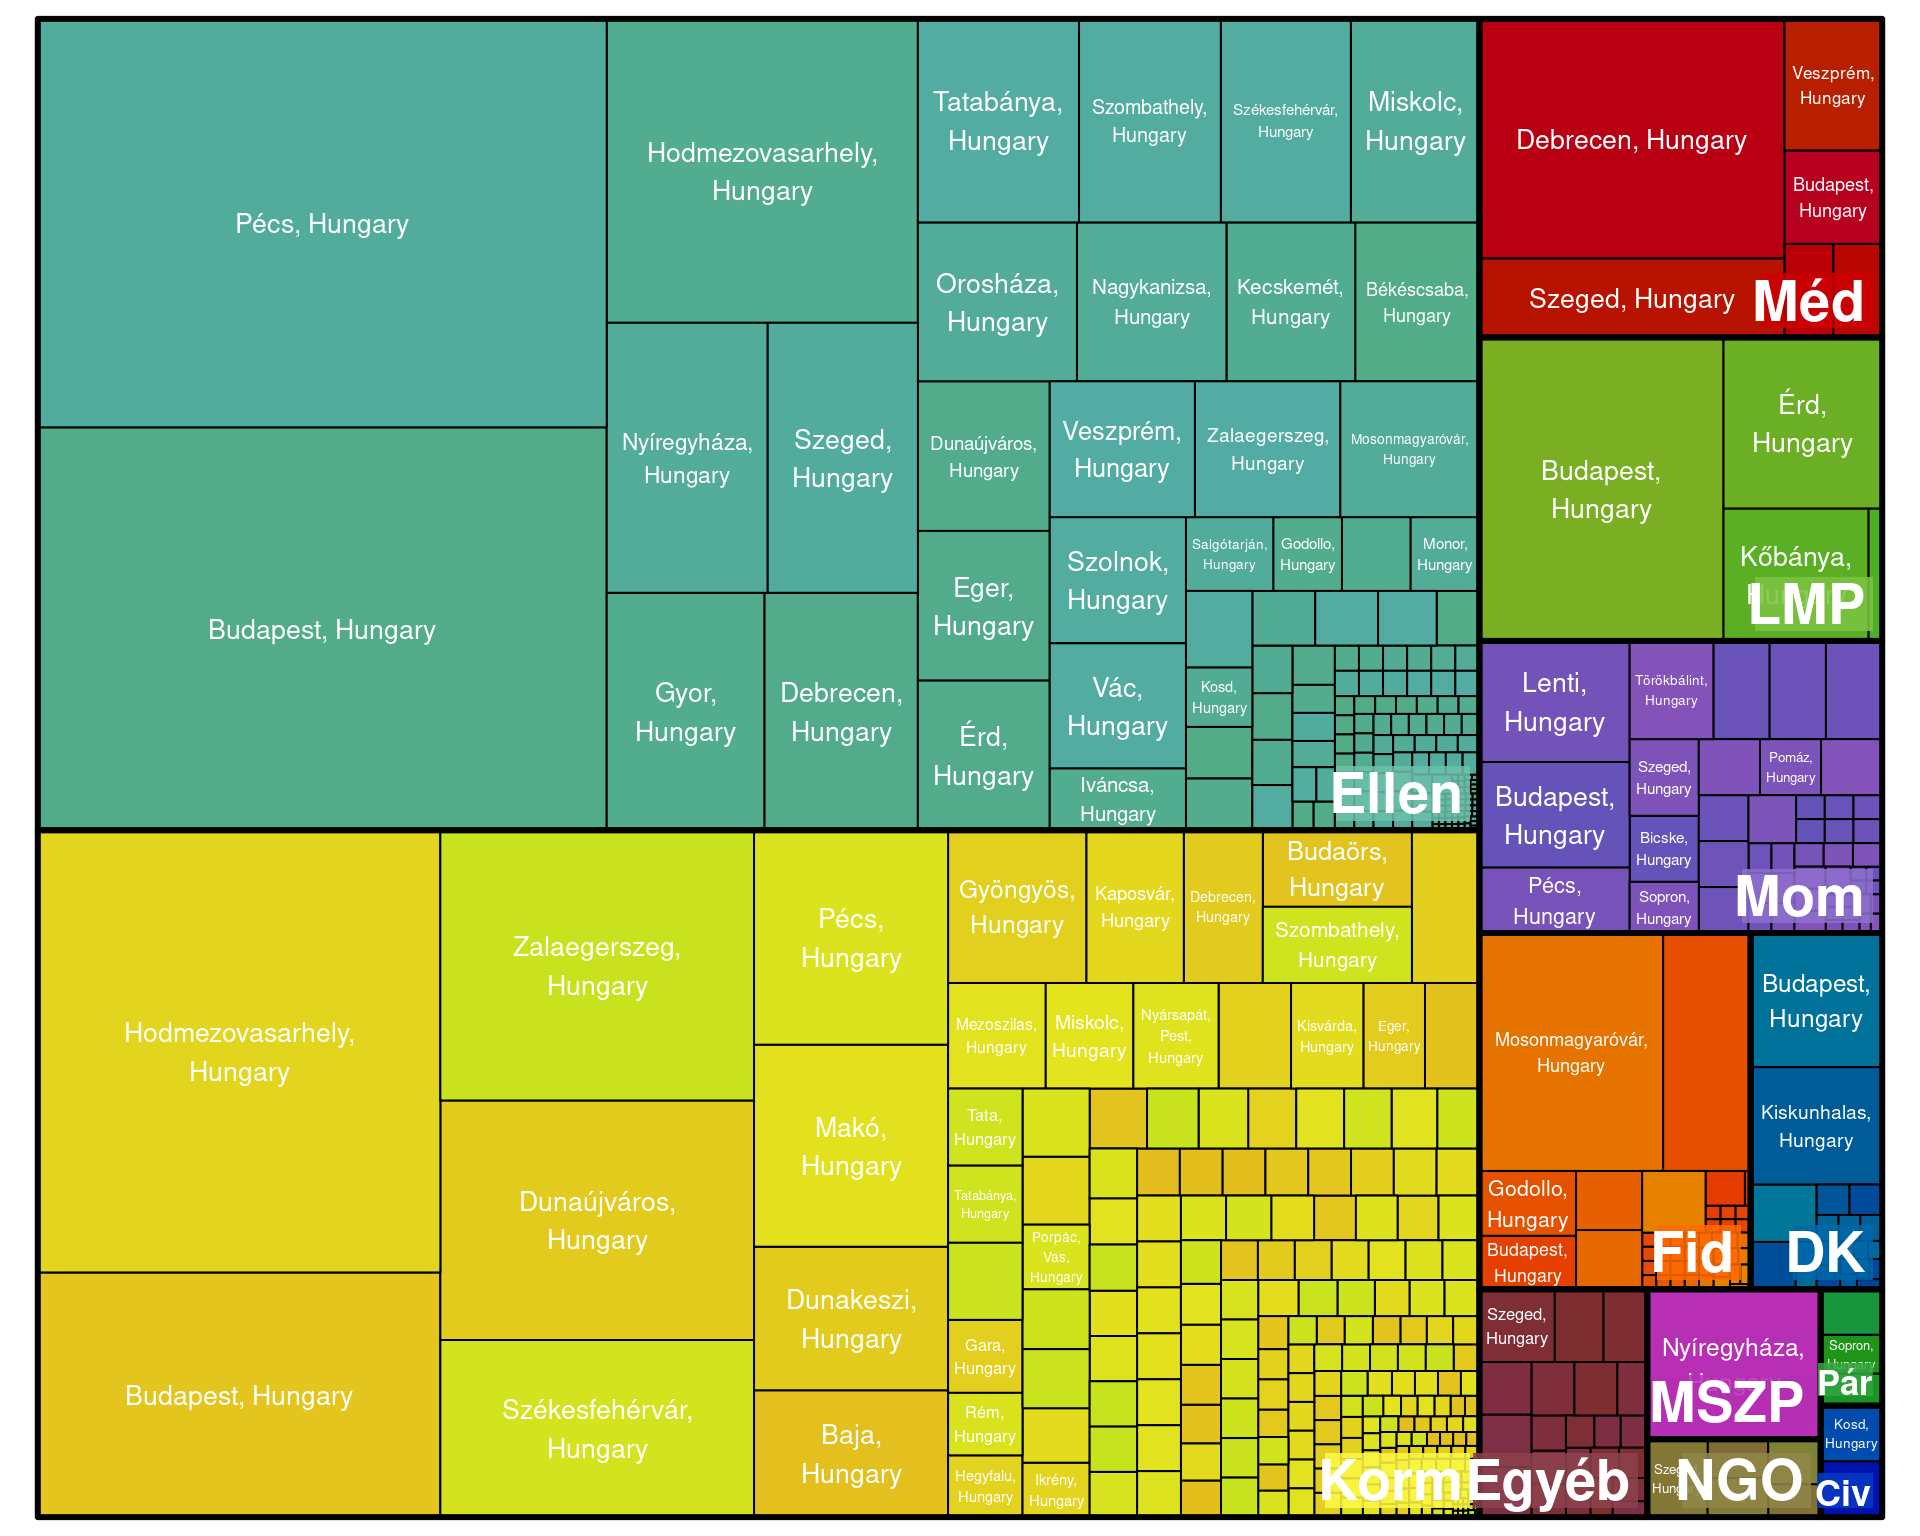 Pécs, Hungary
Budapest, Hungary
Hodmezovasarhely,
Hungary
Nyíregyháza,
Hungary
Szeged,
Hungary
Gyor,
Hungary
Debrecen,
Hungary
Tatabánya,
Hungary
Szombathely,
Hungary
Székesfehérvár,
Hungary
Miskolc,
Hungary
Orosháza,
Hungary
Nagykanizsa,
Hungary
Kecskemét,
Hungary
Békéscsaba,
Hungary
Dunaújváros,
Hungary
Eger,
Hungary
Érd,
Hungary
Veszprém,
Hungary
Zalaegerszeg,
Hungary
Mosonmagyaróvár,
Hungary
Szolnok,
Hungary
Vác,
Hungary
Iváncsa,
Hungary
Salgótarján,
Hungary
Godollo,
Hungary
Monor,
Hungary
Kosd,
Hungary
Ellen
Debrecen, Hungary
Veszprém,
Hungary
Budapest,
Hungary
Szeged, Hungary
Méd
Budapest,
Hungary
Érd,
Hungary
Kőbánya,
Hungary
LMP
Lenti,
Hungary
Budapest,
Hungary
Pécs,
Hungary
Törökbálint,
Hungary
Szeged,
Hungary
Pomáz,
Hungary
Bicske,
Hungary
Sopron,
Hungary
Mom
Hodmezovasarhely,
Hungary
Budapest, Hungary
Zalaegerszeg,
Hungary
Dunaújváros,
Hungary
Székesfehérvár,
Hungary
Pécs,
Hungary
Makó,
Hungary
Dunakeszi,
Hungary
Baja,
Hungary
Gyöngyös,
Hungary
Kaposvár,
Hungary
Debrecen,
Hungary
Budaörs,
Hungary
Szombathely,
Hungary
Mezoszilas,
Hungary
Miskolc,
Hungary
Nyársapát,
Pest,
Hungary
Kisvárda,
Hungary
Eger,
Hungary
Tata,
Hungary
Tatabánya,
Hungary
Porpác,
Vas,
Hungary
Gara,
Hungary
Rém,
Hungary
Hegyfalu,
Hungary
Ikrény,
Hungary
Korm
Mosonmagyaróvár,
Hungary
Godollo,
Hungary
Budapest,
Hungary
Fid
Budapest,
Hungary
Kiskunhalas,
Hungary
DK
Szeged,
Hungary
Egyéb
Nyíregyháza,
Hungary
MSZP
Sopron,
Hungary
Pár
NGO
Kosd,
Hungary
Civ